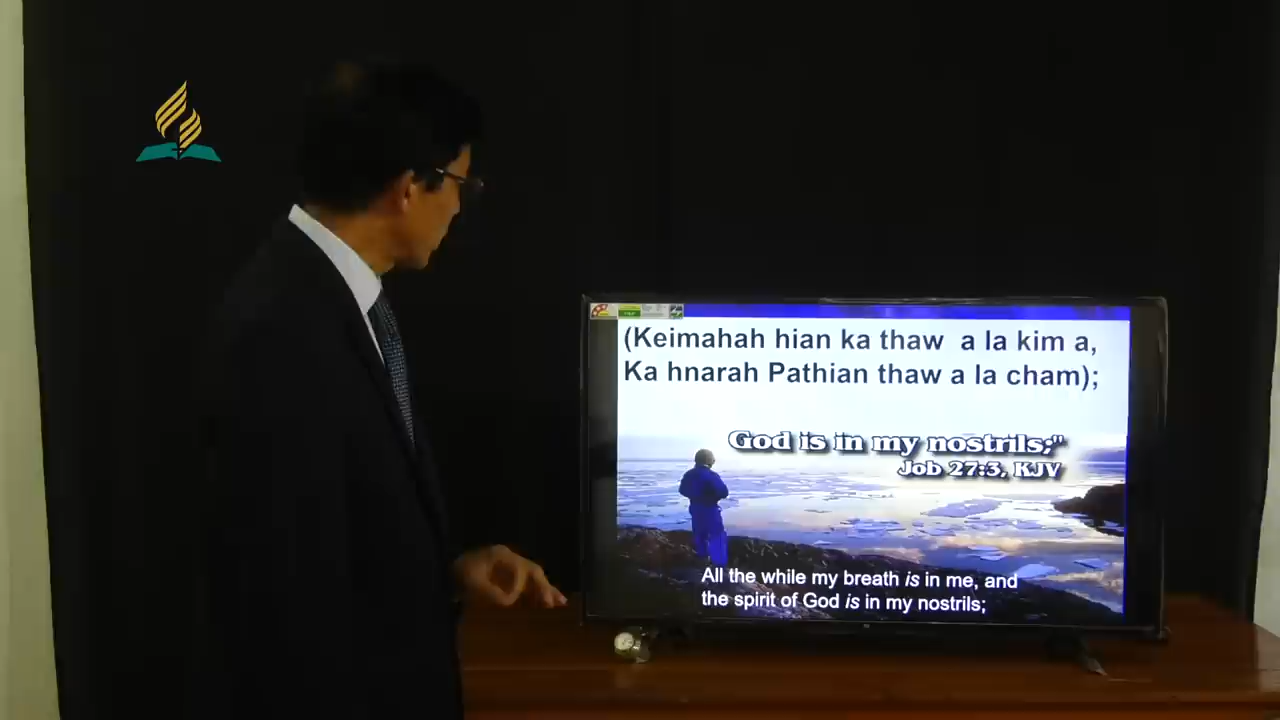 (Keimahah hian ka thaw a la kim a,
Ka hnarah Pathian thaw a la cham);
God is in my nostrils;"
Job 27:3, KJV
All the while my breath is in me, and
the spirit of God is in my nostrils;